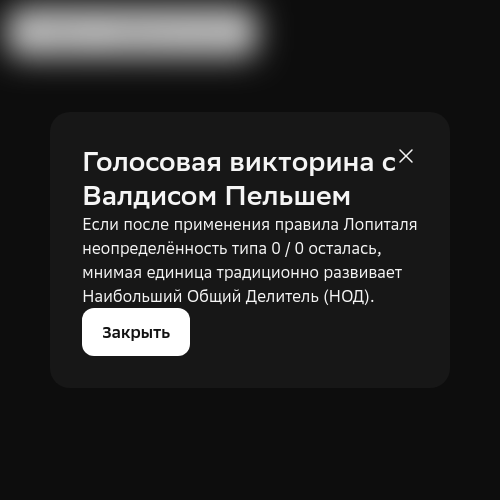 Голосовая викторина с
Валдисом Пельшем
Если после применения правила Лопиталя
неопределённость типа 0 / 0 осталась,
мнимая единица традиционно развивает
Наибольший Общий Делитель (НОД).
Закрыть